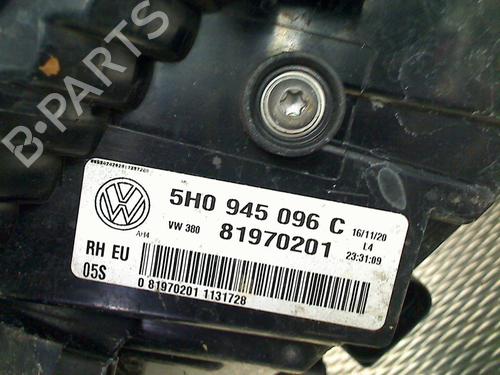 B-PARTS
5H0 945 096 C
AH4 VW 380 81970201
16/11/20
L4
23:31:09
RH EU
05S
0 81970201 1131728